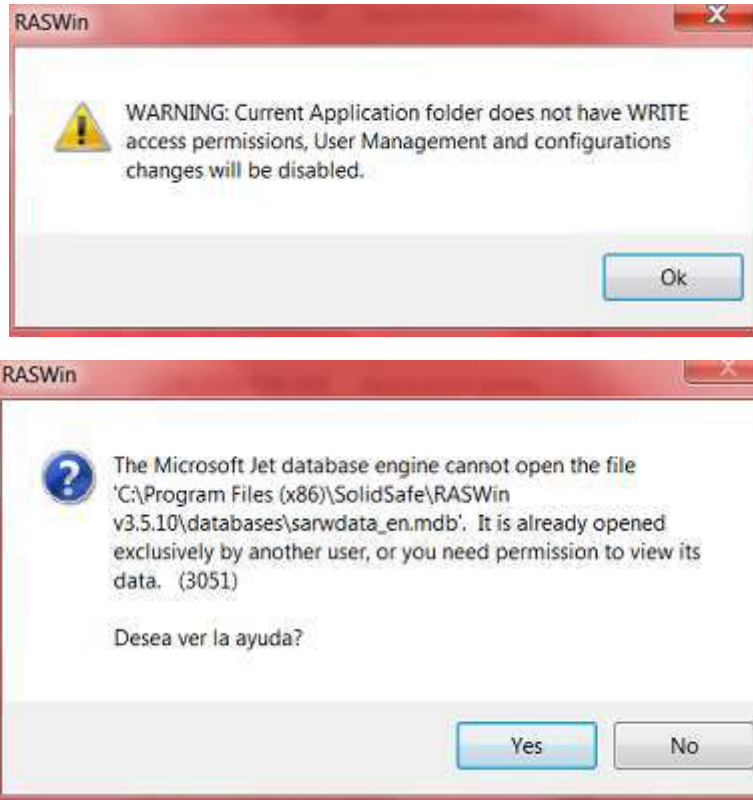 RASWin
WARNING: Current Application folder does not have WRITE
access permissions, User Management and configurations
changes will be disabled.
Ok
RASWin
The Microsoft Jet database engine cannot open the file
'C:\Program Files (x86)\SolidSafe\RASWin
v3.5.10\databases\sarwdata_en.mdb'. It is already opened
exclusively by another user, or you need permission to view its
data. (3051)
Desea ver la ayuda?
Yes
No